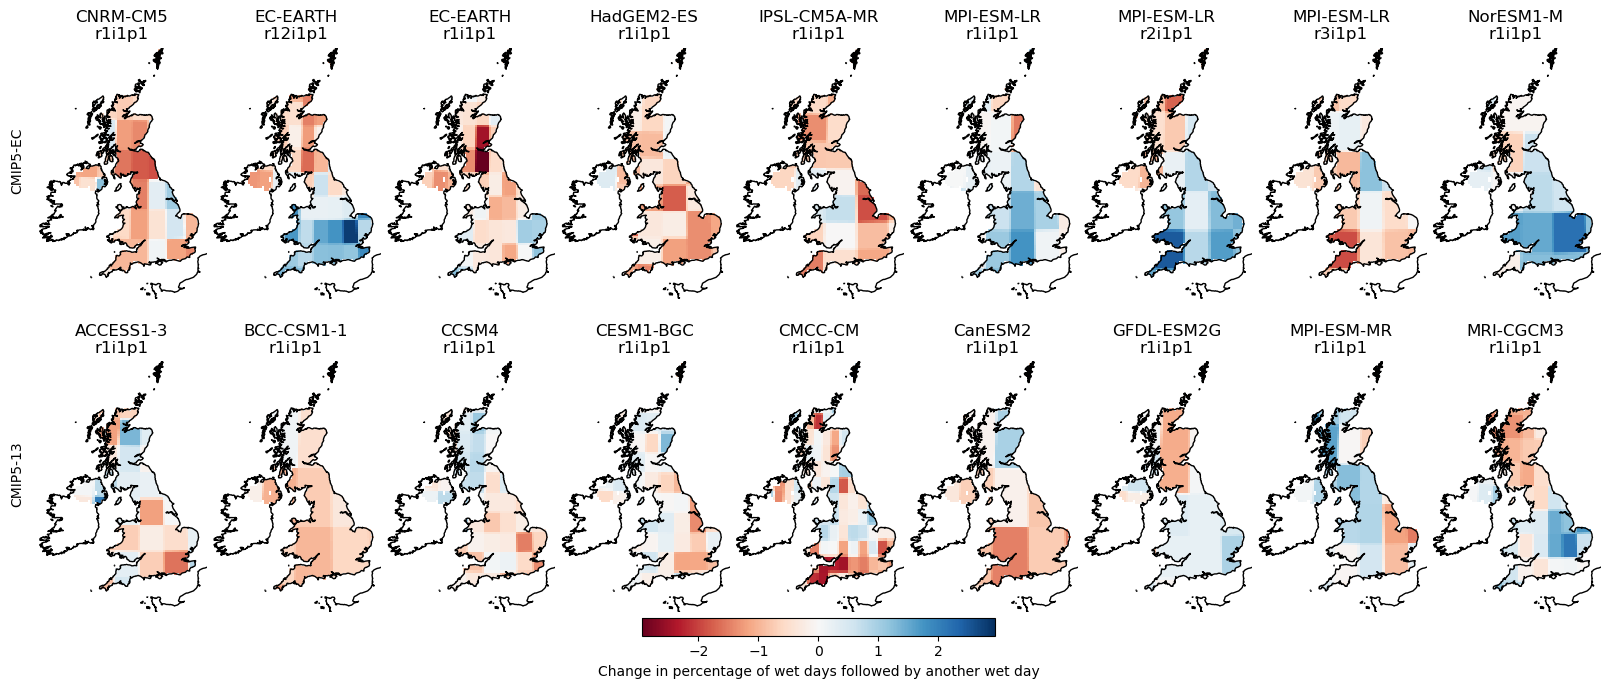 CNRM-CM5 EC-EARTH EC-EARTH HadGEM2-ES IPSL-CM5A-MR MPI-ESM-LR MPI-ESM-LR MPI-ESM-LR NorESM1-M
r1i1p1 r12i1p1 r1i1p1 r1i1p1 r1i1p1 r1i1p1 r2i1p1 r3i1p1 r1i1p1
CMIP5-EC
ACCESS1-3 BCC-CSM1-1 CCSM4 CESM1-BGC CMCC-CM CanESM2 GFDL-ESM2G MPI-ESM-MR MRI-CGCM3
r1i1p1 r1i1p1 r1i1p1 r1i1p1 r1i1p1 r1i1p1 r1i1p1 r1i1p1 r1i1p1
CMIP5-13
−2 −1 0 1 2
Change in percentage of wet days followed by another wet day